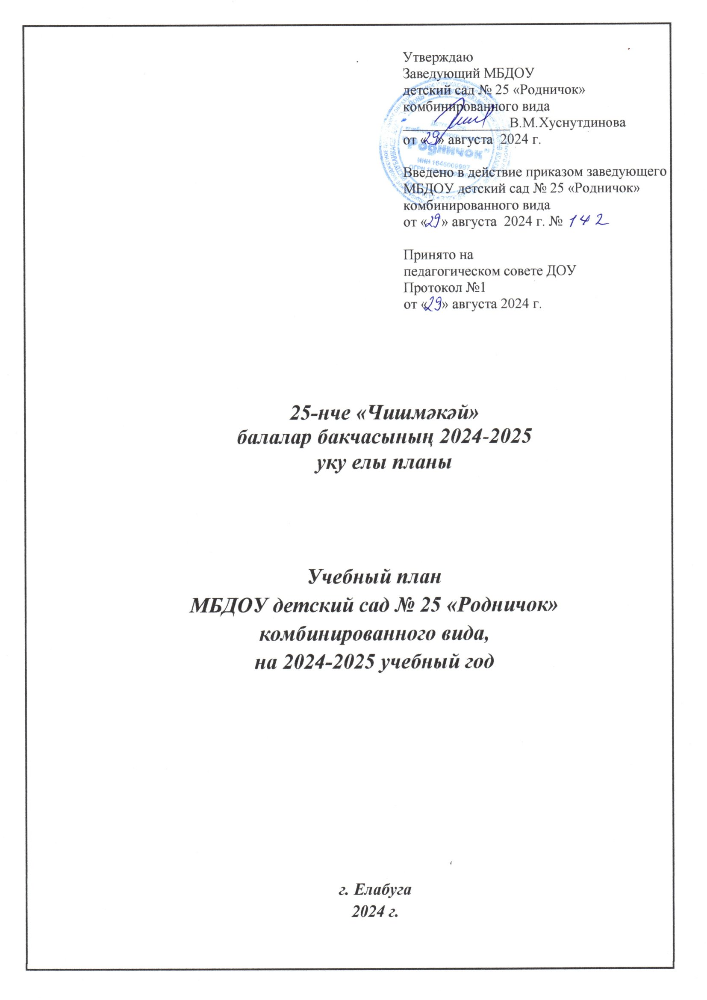 Утверждаю
Заведующий МБДОУ
детский сад № 25 «Родничок»
комбинированного вида
В.М.Хуснутдинова
от «29» августа 2024 г.
"Родничок"
ИНН 1646009997
ОГРН
Введено в действие приказом заведующего
МБДОУ детский сад № 25 «Родничок»
комбинированного вида
от «29» августа 2024 г. № 142
Принято на
педагогическом совете ДОУ
Протокол №1
от «29» августа 2024 г.
25-нче «Чишмәкәй»
балалар бакчасының 2024-2025
уку елы планы
Учебный план
МБДОУ детский сад № 25 «Родничок»
комбинированного вида,
на 2024-2025 учебный год
г. Елабуга
2024 г.